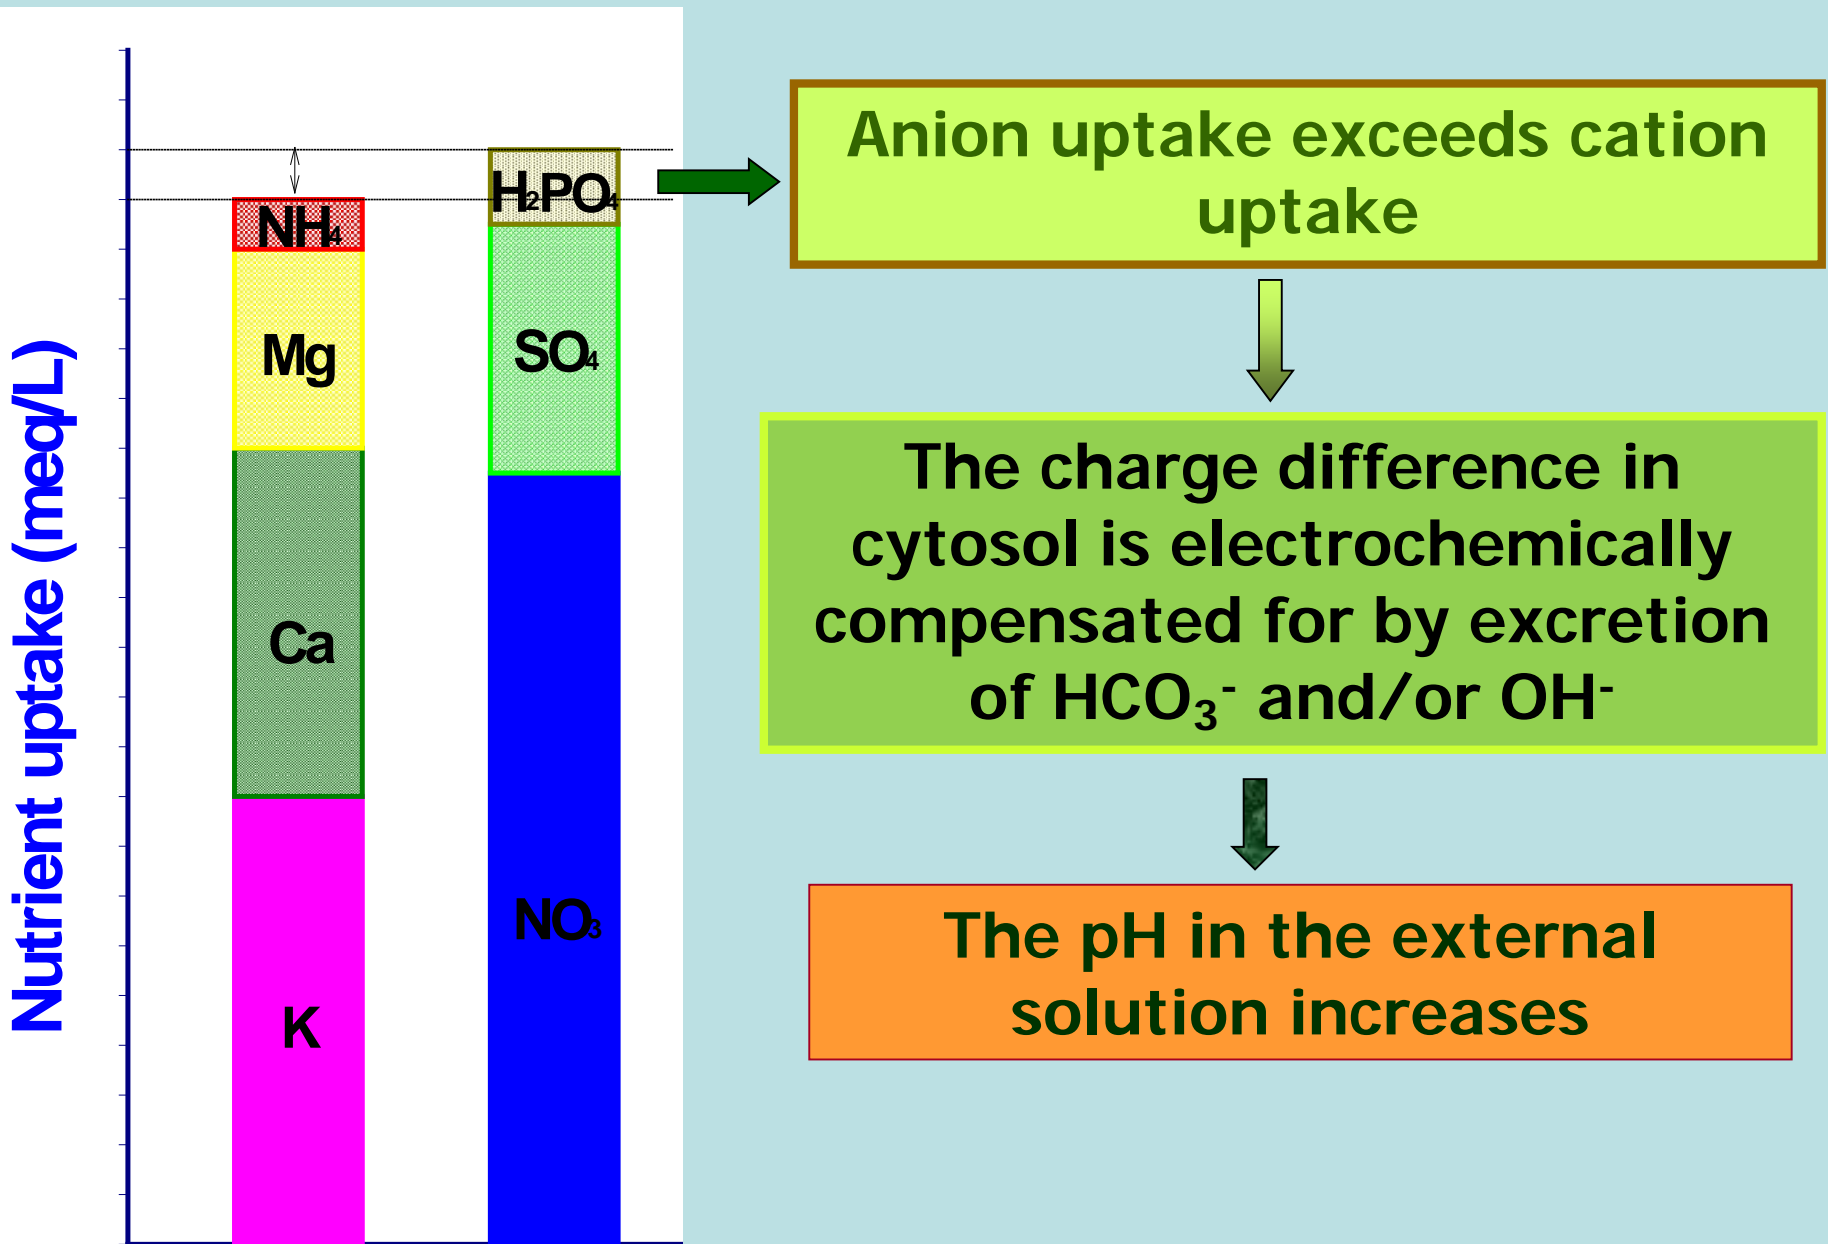 Nutrient uptake (meq/L)
NH₄
Mg
Ca
K
H₂PO₄
SO₄
NO₃
Anion uptake exceeds cation
uptake
The charge difference in
cytosol is electrochemically
compensated for by excretion
of HCO₃⁻ and/or OH⁻
The pH in the external
solution increases